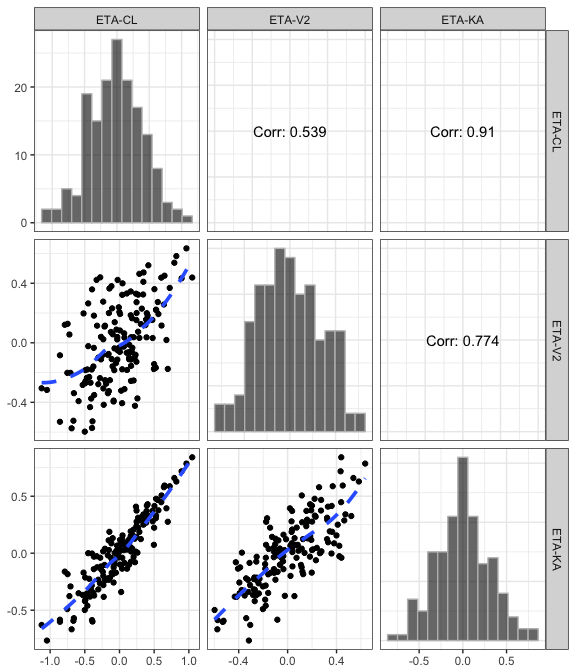 ETA-CL ETA-V2 ETA-KA
20
10
0
Corr: 0.539
Corr: 0.91
ETA-CL
0.4
0.0
-0.4
Corr: 0.774
ETA-V2
0.5
0.0
-0.5
ETA-KA
-1.0 -0.5 0.0 0.5 1.0
-0.4 0.0 0.4
-0.5 0.0 0.5